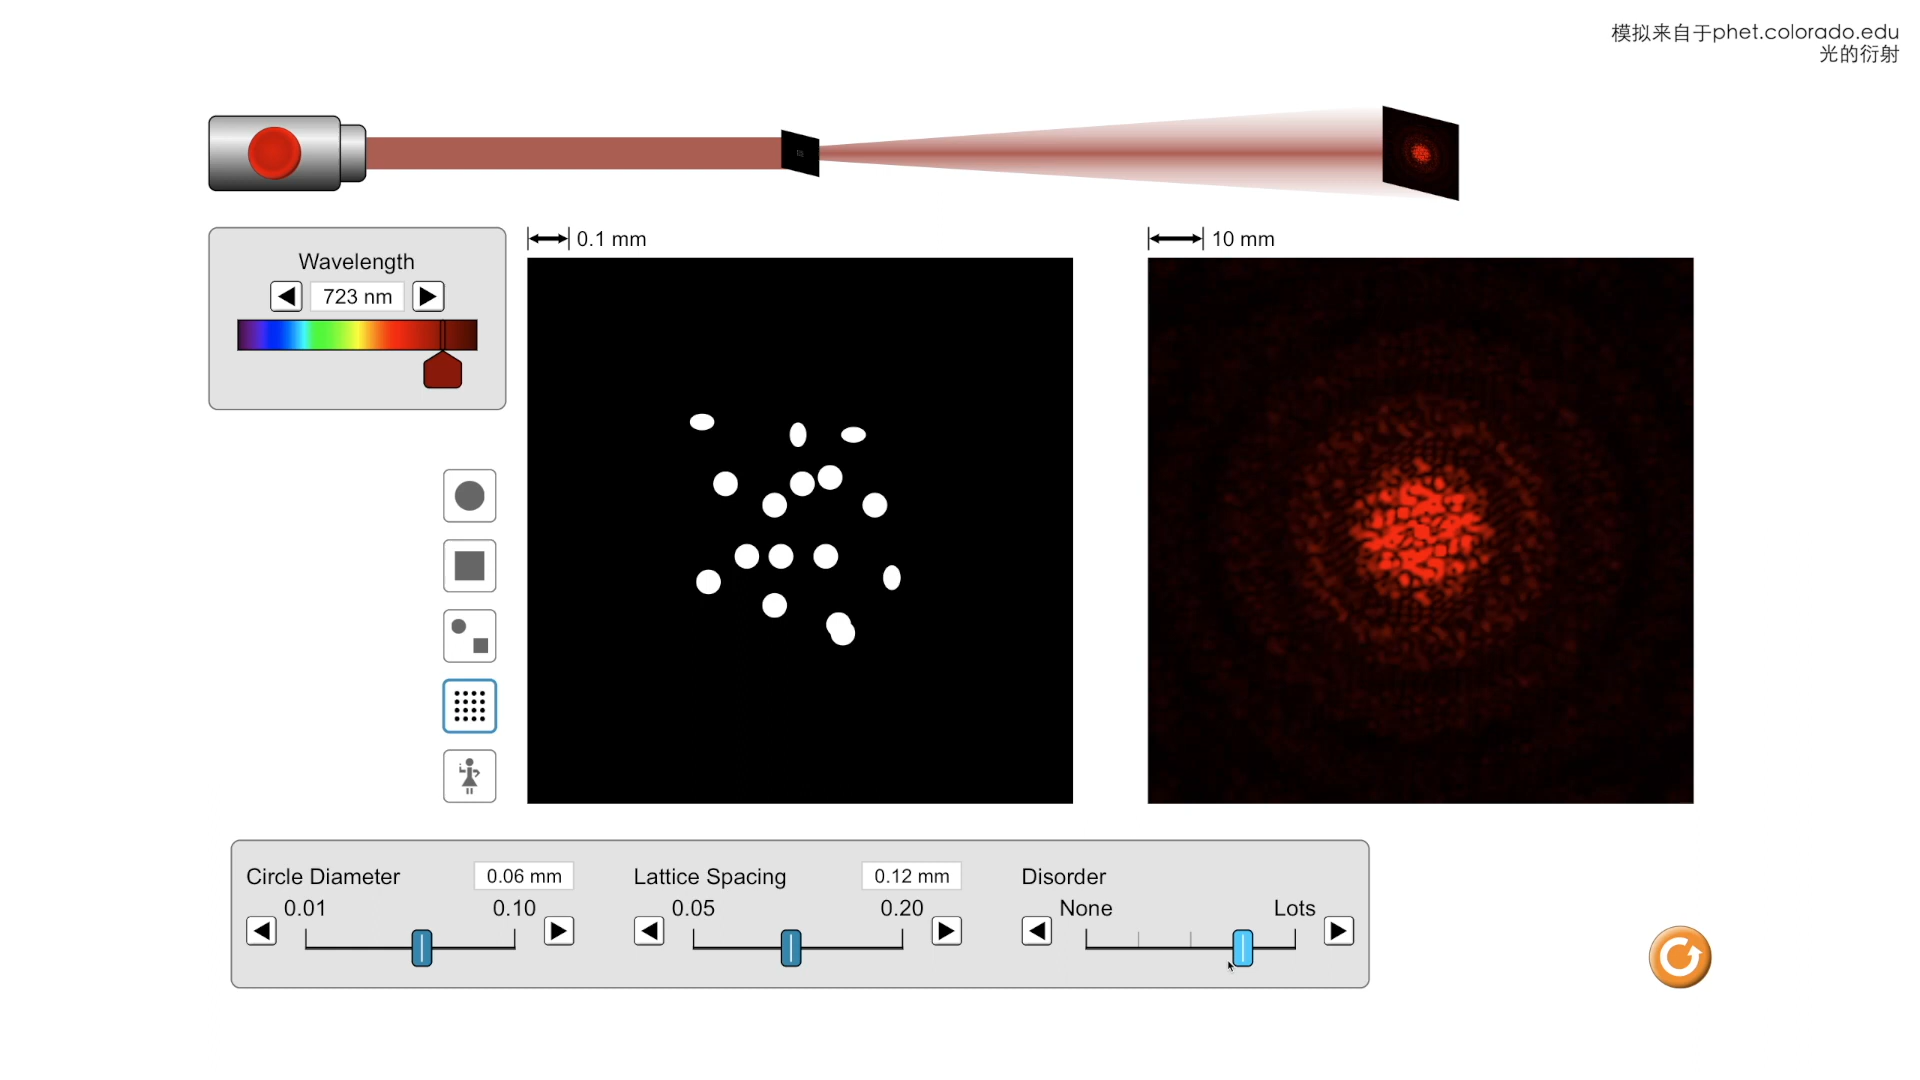 模拟来自于phet.colorado.edu
光的衍射
Wavelength
723 nm
0.1 mm
10 mm
Circle Diameter
0.06 mm
0.01
0.10
Lattice Spacing
0.12 mm
0.05
0.20
Disorder
None
Lots